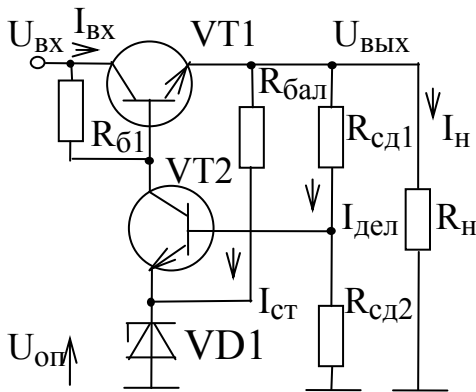 Iвх
Uвх
VT1
Uвых
Rбал
Rб1
Rсд1
Iн
VT2
Iдел
Rн
Iст
Rсд2
Uоп
VD1